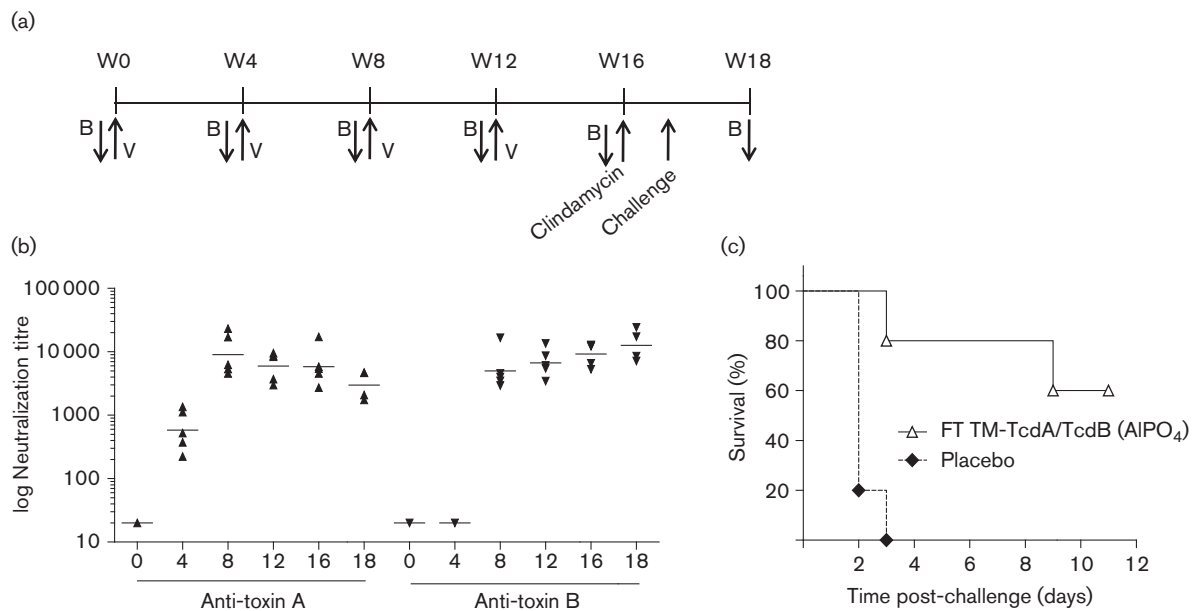 (a)
W0 W4 W8 W12 W16 W18
B V B V B V B V B B
Clindamycin
Challenge
(b)
log Neutralization titre
100 000
10 000
1000
100
10
0 4 8 12 16 18 0 4 8 12 16 18
Anti-toxin A Anti-toxin B
(c)
Survival (%)
100
80
60
40
20
FT TM-TcdA/TcdB (AlPO₄)
Placebo
2 4 6 8 10 12
Time post-challenge (days)